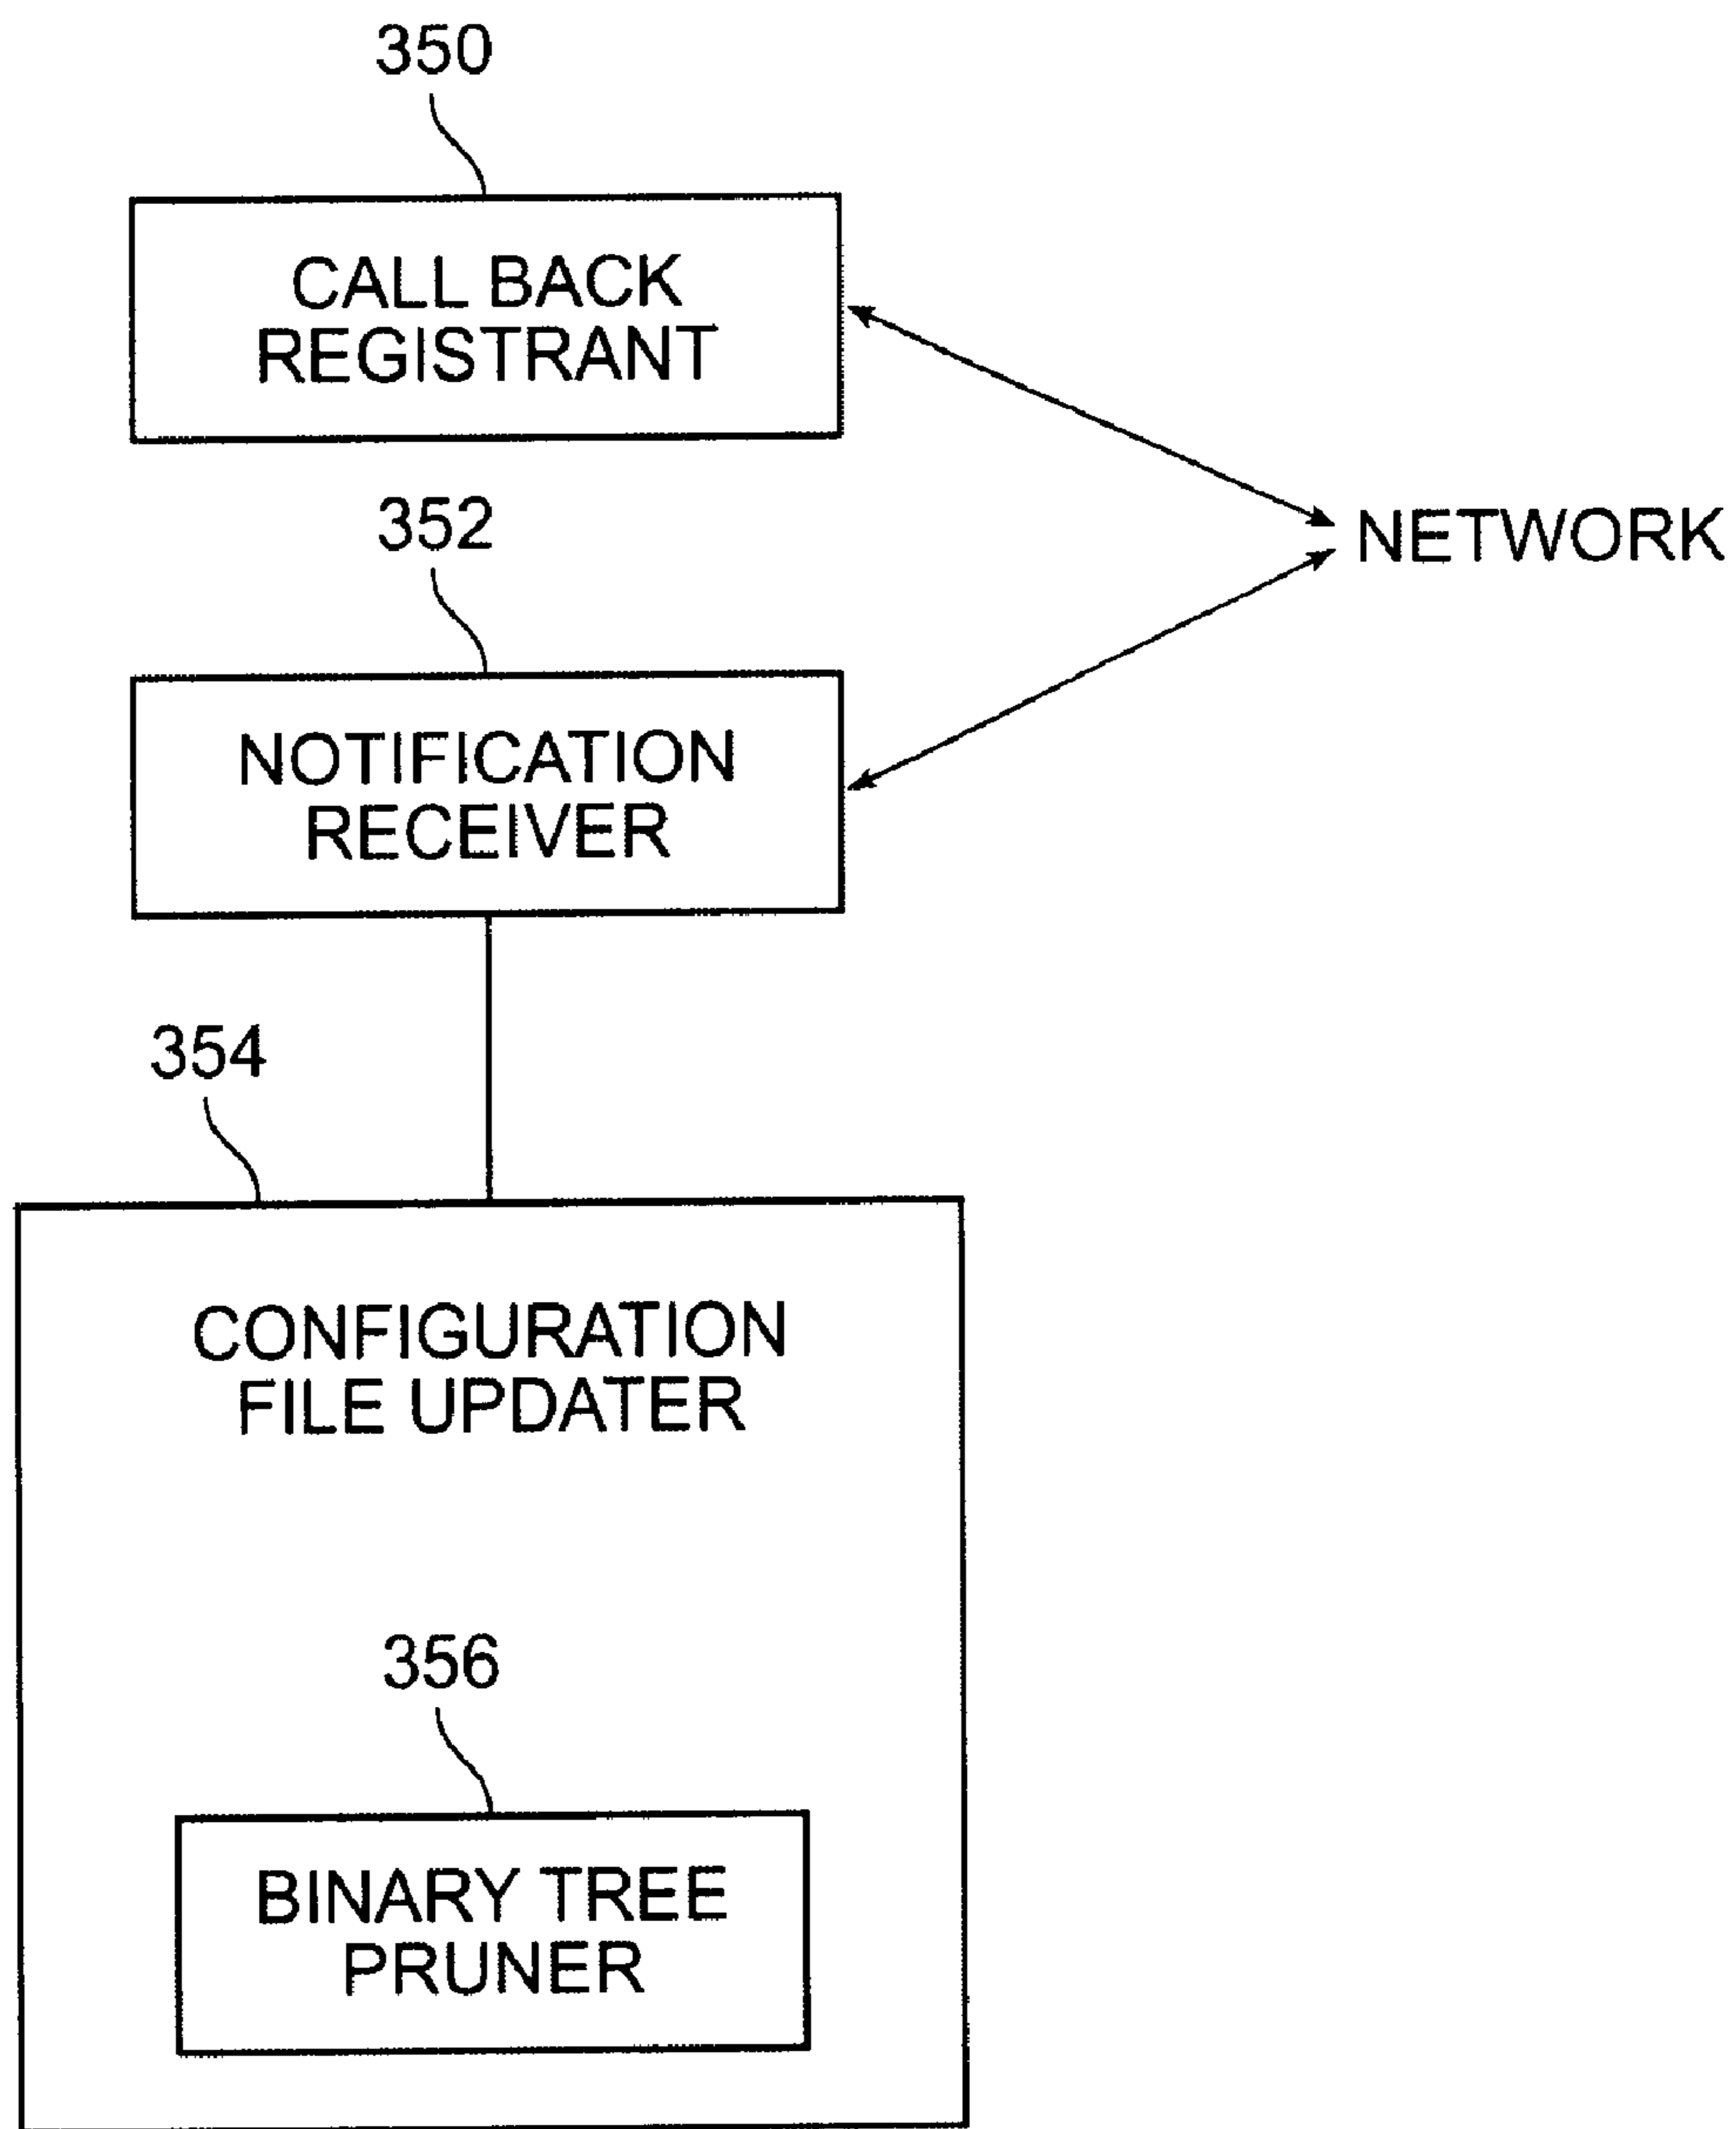 350
CALL BACK
REGISTRANT
352
NETWORK
NOTIFICATION
RECEIVER
354
CONFIGURATION
FILE UPDATER
356
BINARY TREE
PRUNER